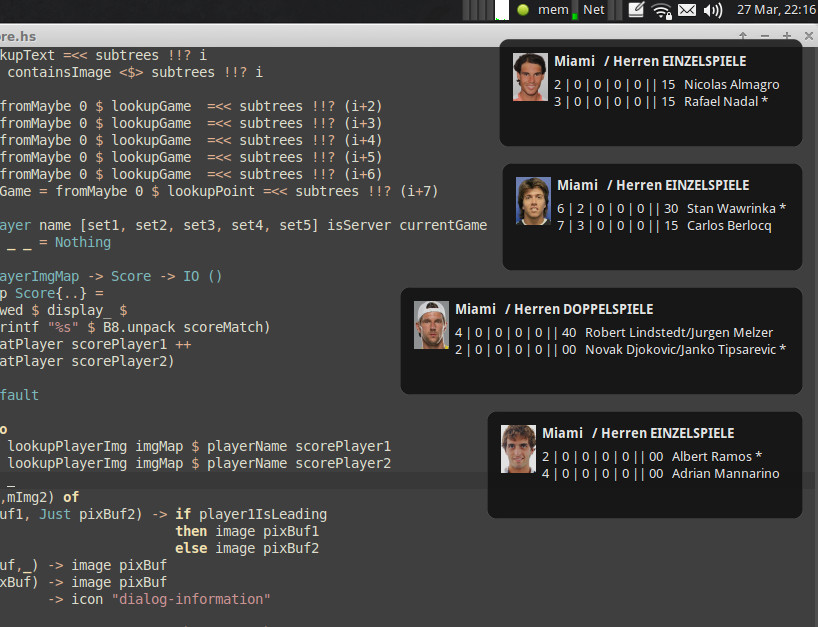 mem Net 27 Mar, 22:16
re.hs
kupText =<< subtrees !!? i
containsImage <$> subtrees !!? i
fromMaybe 0 $ lookupGame =<< subtrees !!? (i+2)
fromMaybe 0 $ lookupGame =<< subtrees !!? (i+3)
fromMaybe 0 $ lookupGame =<< subtrees !!? (i+4)
fromMaybe 0 $ lookupGame =<< subtrees !!? (i+5)
fromMaybe 0 $ lookupGame =<< subtrees !!? (i+6)
Game = fromMaybe 0 $ lookupPoint =<< subtrees !!? (i+7)
ayer name [set1, set2, set3, set4, set5] isServer currentGame
_ _ = Nothing
ayerImgMap -> Score -> IO ()
p Score{..} =
wed $ display_ $
rintf "%s" $ B8.unpack scoreMatch)
atPlayer scorePlayer1 ++
atPlayer scorePlayer2)
fault
o
lookupPlayerImg imgMap $ playerName scorePlayer1
lookupPlayerImg imgMap $ playerName scorePlayer2
_
,mImg2) of
uf1, Just pixBuf2) -> if player1IsLeading
then image pixBuf1
else image pixBuf2
uf,_) -> image pixBuf
xBuf) -> image pixBuf
-> icon "dialog-information"
Miami / Herren EINZELSPIELE
2 | 0 | 0 | 0 | 0 || 15 Nicolas Almagro
3 | 0 | 0 | 0 | 0 || 15 Rafael Nadal *
Miami / Herren EINZELSPIELE
6 | 2 | 0 | 0 | 0 || 30 Stan Wawrinka *
7 | 3 | 0 | 0 | 0 || 15 Carlos Berlocq
Miami / Herren DOPPELSPIELE
4 | 0 | 0 | 0 | 0 || 40 Robert Lindstedt/Jurgen Melzer
2 | 0 | 0 | 0 | 0 || 00 Novak Djokovic/Janko Tipsarevic *
Miami / Herren EINZELSPIELE
2 | 0 | 0 | 0 | 0 || 00 Albert Ramos *
4 | 0 | 0 | 0 | 0 || 00 Adrian Mannarino